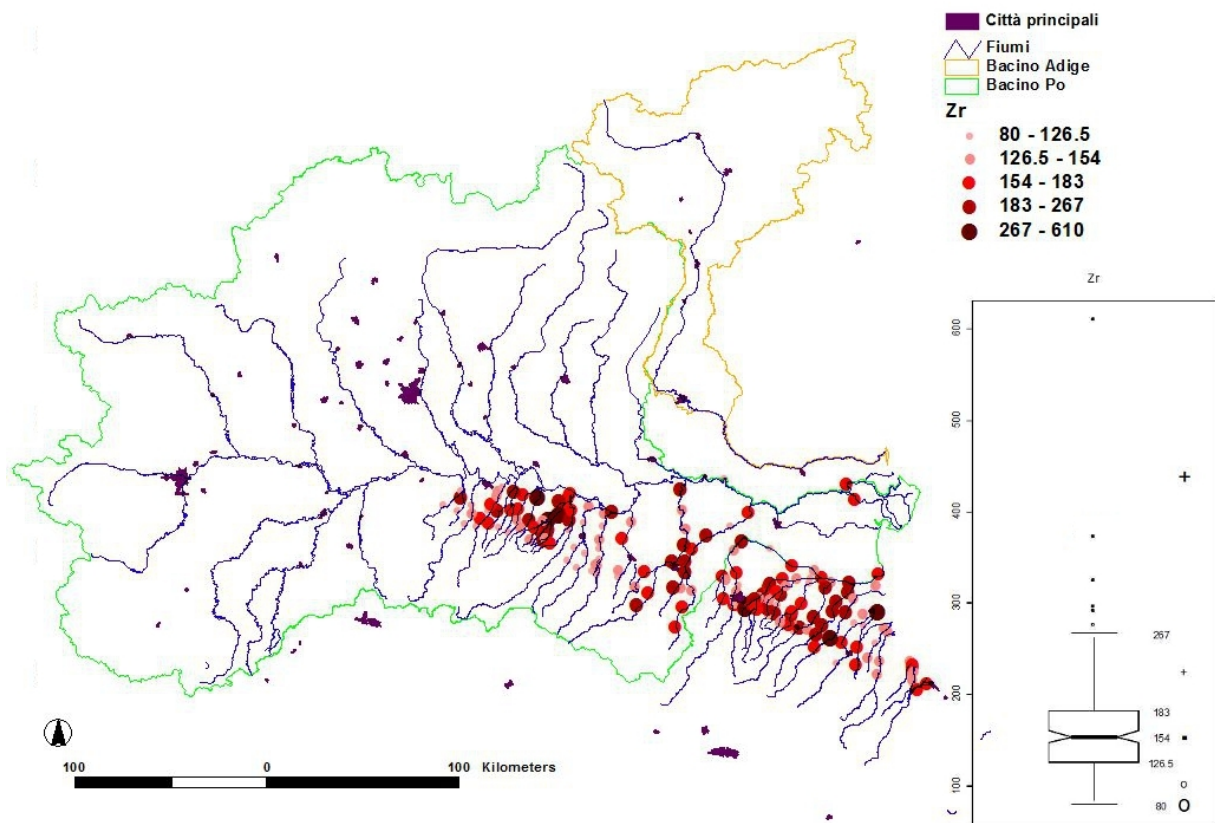 Città principali
Fiumi
Bacino Adige
Bacino Po
Zr
80 - 126.5
126.5 - 154
154 - 183
183 - 267
267 - 610
Zr
600
500
400
300
200
100
267
183
154
126.5
80
100 0 100 Kilometers